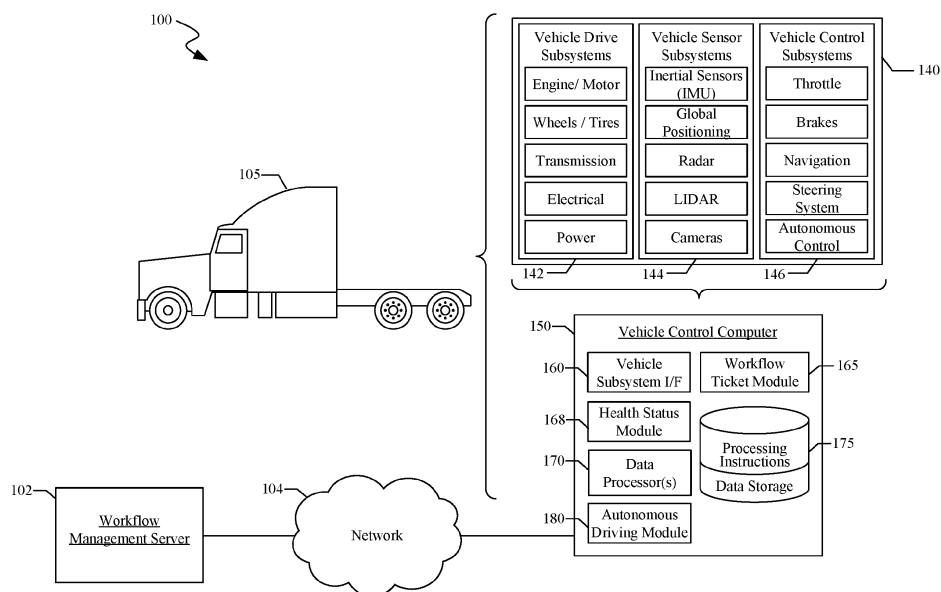 100
Vehicle Drive
Subsystems
Engine/ Motor
Wheels / Tires
Transmission
Electrical
Power
142
Vehicle Sensor
Subsystems
Inertial Sensors
(IMU)
Global
Positioning
Radar
LIDAR
Cameras
144
Vehicle Control
Subsystems
Throttle
Brakes
Navigation
Steering
System
Autonomous
Control
146
140
105
150
Vehicle Control Computer
160
Vehicle
Subsystem I/F
Workflow
Ticket Module
165
168
Health Status
Module
170
Data
Processor(s)
Processing
Instructions
Data Storage
175
180
Autonomous
Driving Module
102
Workflow
Management Server
104
Network